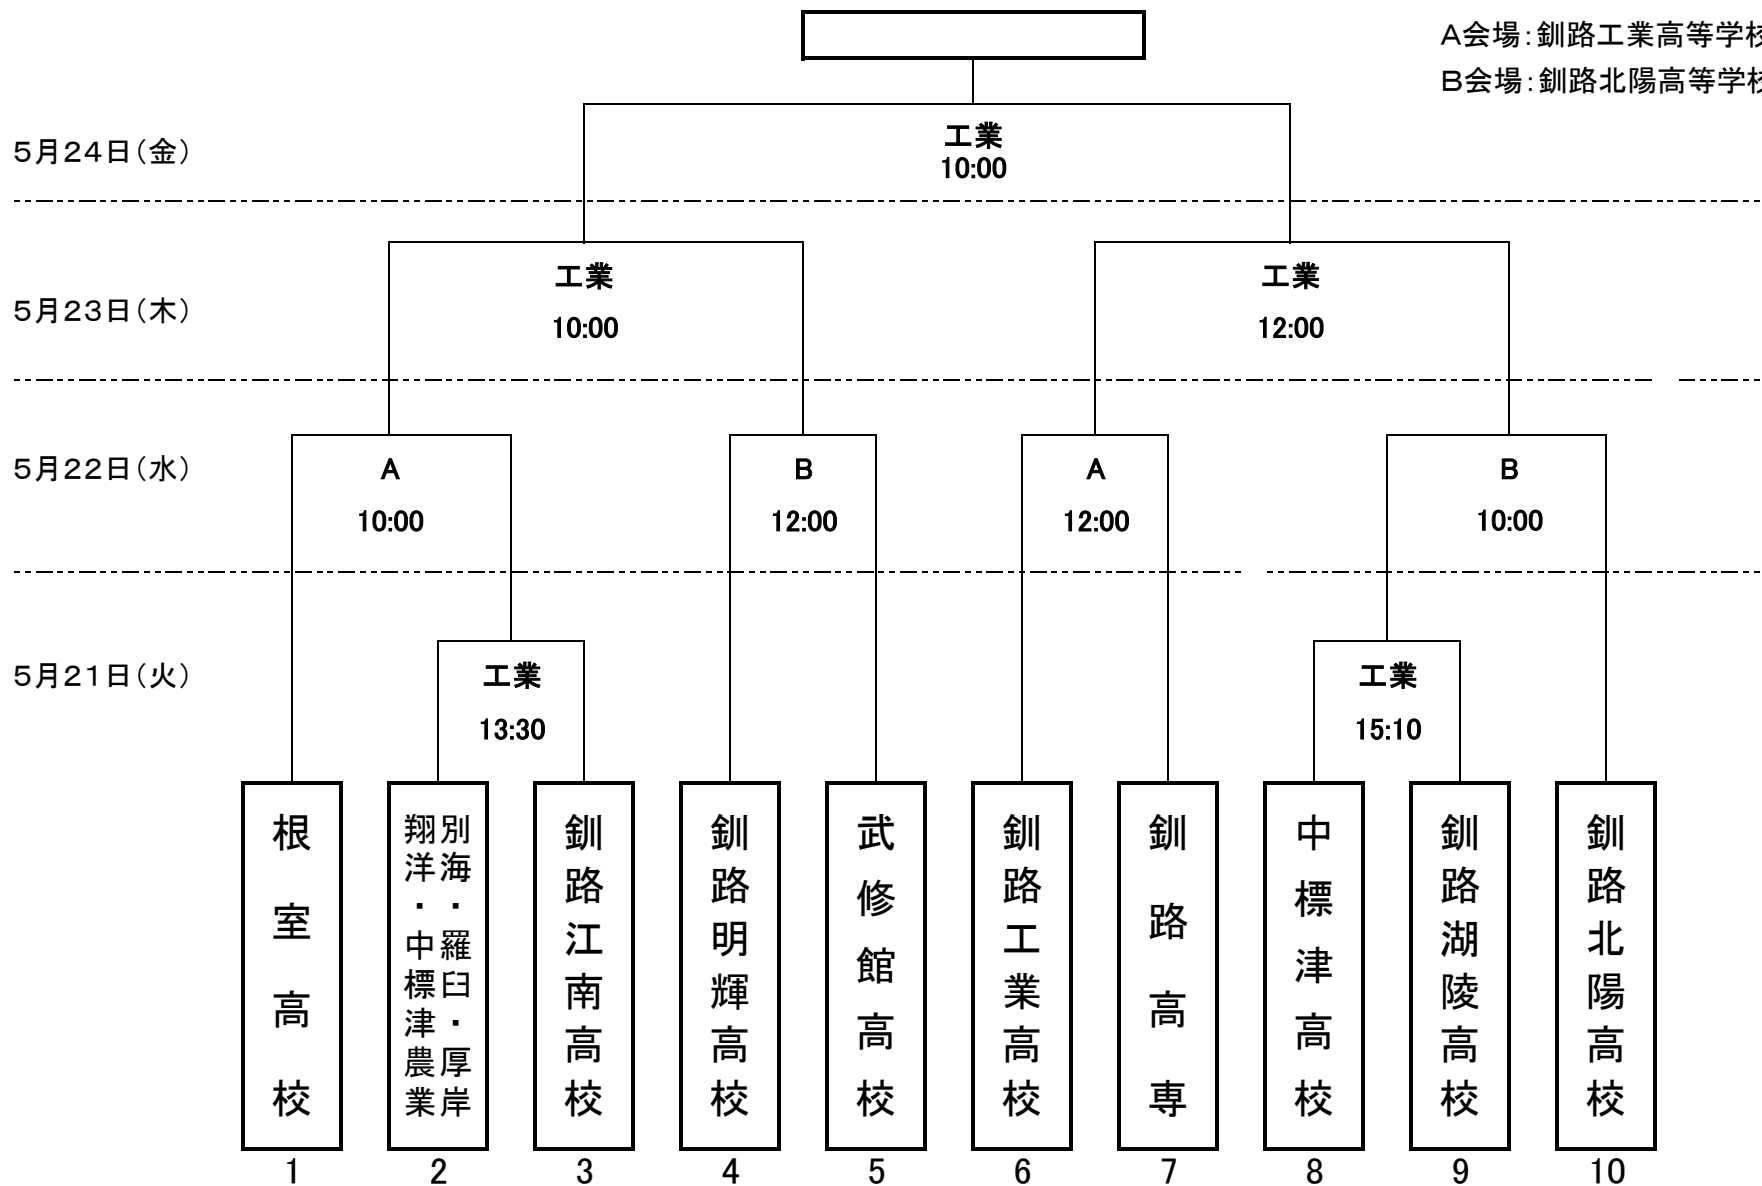 A会場：釧路工業高等学校
B会場：釧路北陽高等学校
5月24日（金）
工業
10:00
5月23日（木）
工業
10:00
工業
12:00
5月22日（水）
A
10:00
B
12:00
A
12:00
B
10:00
5月21日（火）
工業
13:30
工業
15:10
根室高校
別海・羅臼・厚岸
翔洋・中標津農業
釧路江南高校
釧路明輝高校
武修館高校
釧路工業高校
釧路高専
中標津高校
釧路湖陵高校
釧路北陽高校
1 2 3 4 5 6 7 8 9 10